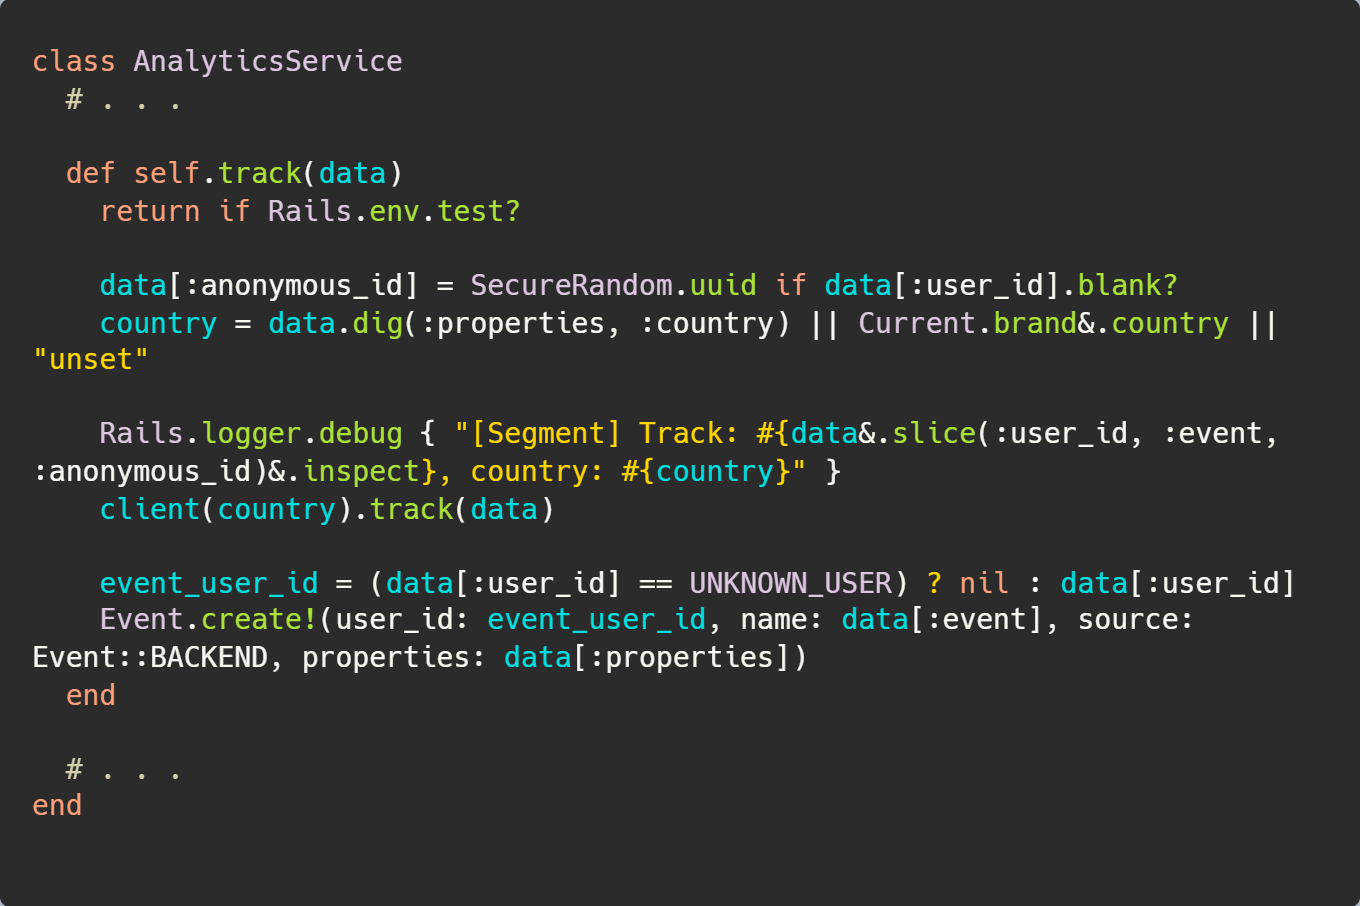 class AnalyticsService
  # . . .
  def self.track(data)
    return if Rails.env.test?
    data[:anonymous_id] = SecureRandom.uuid if data[:user_id].blank?
    country = data.dig(:properties, :country) || Current.brand&.country ||
"unset"
    Rails.logger.debug { "[Segment] Track: #{data&.slice(:user_id, :event,
:anonymous_id)&.inspect}, country: #{country}" }
    client(country).track(data)
    event_user_id = (data[:user_id] == UNKNOWN_USER) ? nil : data[:user_id]
    Event.create!(user_id: event_user_id, name: data[:event], source:
Event::BACKEND, properties: data[:properties])
  end
  # . . .
end